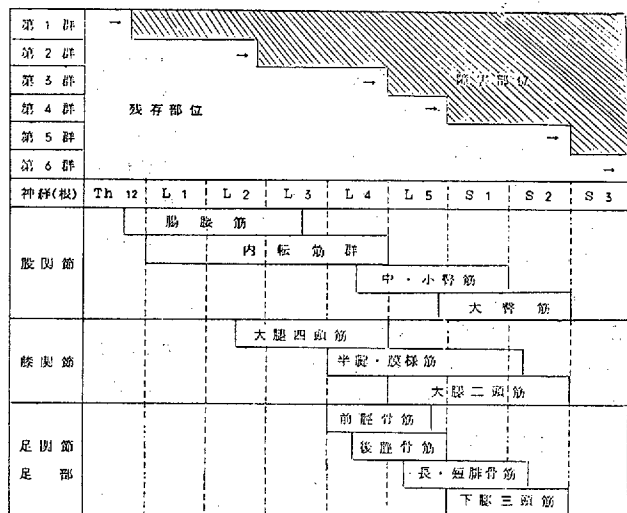 第 1 群 →
第 2 群 →
第 3 群 →
障害部位
第 4 群 →
残存部位
第 5 群 →
第 6 群 →
神経(根) Th 12 L 1 L 2 L 3 L 4 L 5 S 1 S 2 S 3
腸腰筋
内転筋群
股関節
中・小臀筋
大臀筋
大腿四頭筋
膝関節
半腱・膜様筋
大腿二頭筋
前脛骨筋
足関節
後脛骨筋
足部
長・短腓骨筋
下腿三頭筋